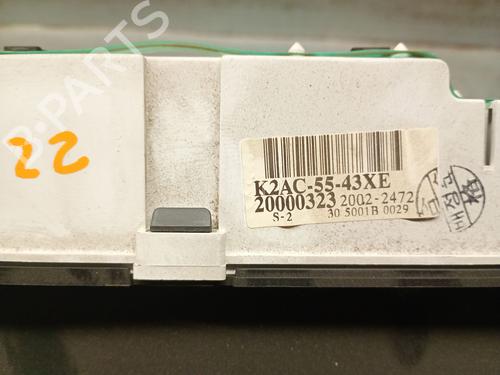 B-PARTS
22
K2AC-55-43XE
20000323 2002-2472
S-2 30 5001B 0029